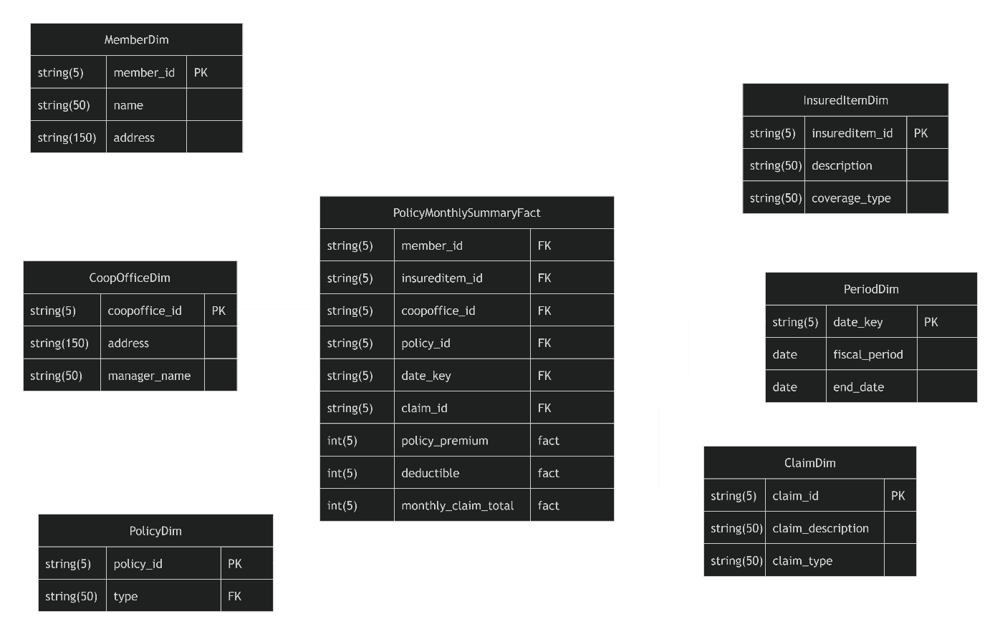 MemberDim
string(5) member_id PK
string(50) name
string(150) address
InsuredItemDim
string(5) insureditem_id PK
string(50) description
string(50) coverage_type
PolicyMonthlySummaryFact
string(5) member_id FK
string(5) insureditem_id FK
string(5) coopoffice_id FK
string(5) policy_id FK
string(5) date_key FK
string(5) claim_id FK
int(5) policy_premium fact
int(5) deductible fact
int(5) monthly_claim_total fact
CoopOfficeDim
string(5) coopoffice_id PK
string(150) address
string(50) manager_name
PeriodDim
string(5) date_key PK
date fiscal_period
date end_date
ClaimDim
string(5) claim_id PK
string(50) claim_description
string(50) claim_type
PolicyDim
string(5) policy_id PK
string(50) type FK